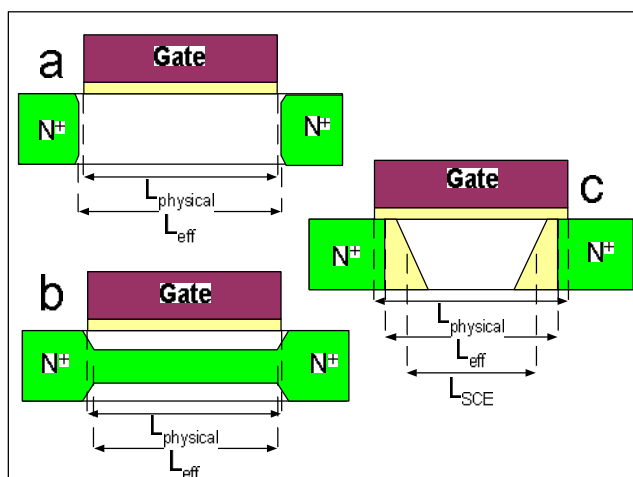 a
Gate
N+
N+
Lphysical
Leff
b
Gate
N+
N+
Lphysical
Leff
c
Gate
N+
N+
Lphysical
Leff
LSCE